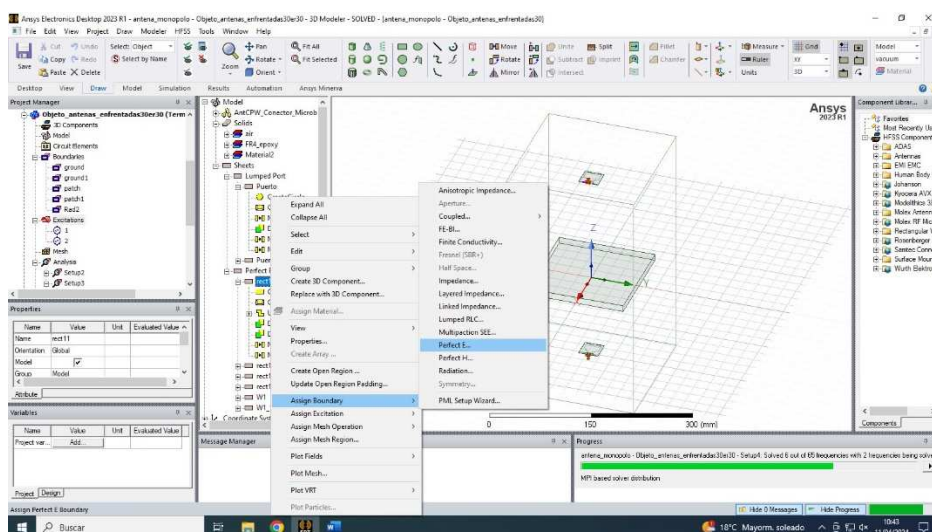 Ansys Electronics Desktop 2023 R1 - antena_monopolo - Objeto_antenas_enfrentadas30er30 - 3D Modeler - SOLVED - [antena_monopolo - Objeto_antenas_enfrentadas30]
File Edit View Project Draw Modeler HFSS Tools Window Help
Save
Cut Undo
Copy Redo
Paste Delete
Select: Object
Select by Name
Zoom
Pan
Rotate
Orient
Fit All
Fit Selected
Move
Rotate
Mirror
Unite
Subtract
Intersect
Split
Imprint
Fillet
Chamfer
Measure
Ruler
Units
Grid
XY
3D
Model
vacuum
Material
Desktop View Draw Model Simulation Results Automation Ansys Minerva
Project Manager
Objeto_antenas_enfrentadas30er30 (Term
3D Components
Model
Circuit Elements
Boundaries
ground
ground1
patch
patch1
Rad2
Excitations
1
2
Mesh
Analysis
Setup2
Setup3
Model
AntCPW_Conector_Microb
Solids
air
FR4_epoxy
Material2
Sheets
Lumped Port
Puerto
Perfect E
W1
Coordinate Syst
Expand All
Collapse All
Select
Edit
Group
Create 3D Component...
Replace with 3D Component...
Assign Material...
View
Properties...
Create Array ...
Create Open Region ...
Update Open Region Padding...
Assign Boundary
Assign Excitation
Assign Mesh Operation
Assign Mesh Region...
Plot Fields
Plot Mesh...
Plot VRT
Plot Particles...
Anisotropic Impedance...
Aperture...
Coupled...
FE-BI...
Finite Conductivity...
Fresnel (SBR+)
Half Space...
Impedance...
Layered Impedance...
Linked Impedance...
Lumped RLC...
Multipaction SEE...
Perfect E...
Perfect H...
Radiation...
Symmetry...
PML Setup Wizard...
Ansys
2023 R1
Z
Y
0 150 300 (mm)
Component Librar...
Favorites
Most Recently Us
HFSS Component
ADAS
Antennas
EMI EMC
Human Body
Johanson
Kyocera AVX
Modelithics 3D
Molex Antenn
Molex RF Mic
Rectangular
Rosenberger
Samtec Conn
Surface Moun
Wurth Elektro
Components
Properties
Name Value Unit Evaluated Value
Name rect11
Orientation Global
Model
Group Model
Attribute
Variables
Name Value Unit Evaluated Value
Project var... Add...
Project Design
Message Manager
Progress
antena_monopolo - Objeto_antenas_enfrentadas30er30 - Setup4: Solved 6 out of 65 frequencies with 2 frequencies being solve
MPI based solver distribution
Assign Perfect E Boundary
Hide 0 Messages Hide Progress
Buscar
18°C Mayorm. soleado
10:43
11/04/2024